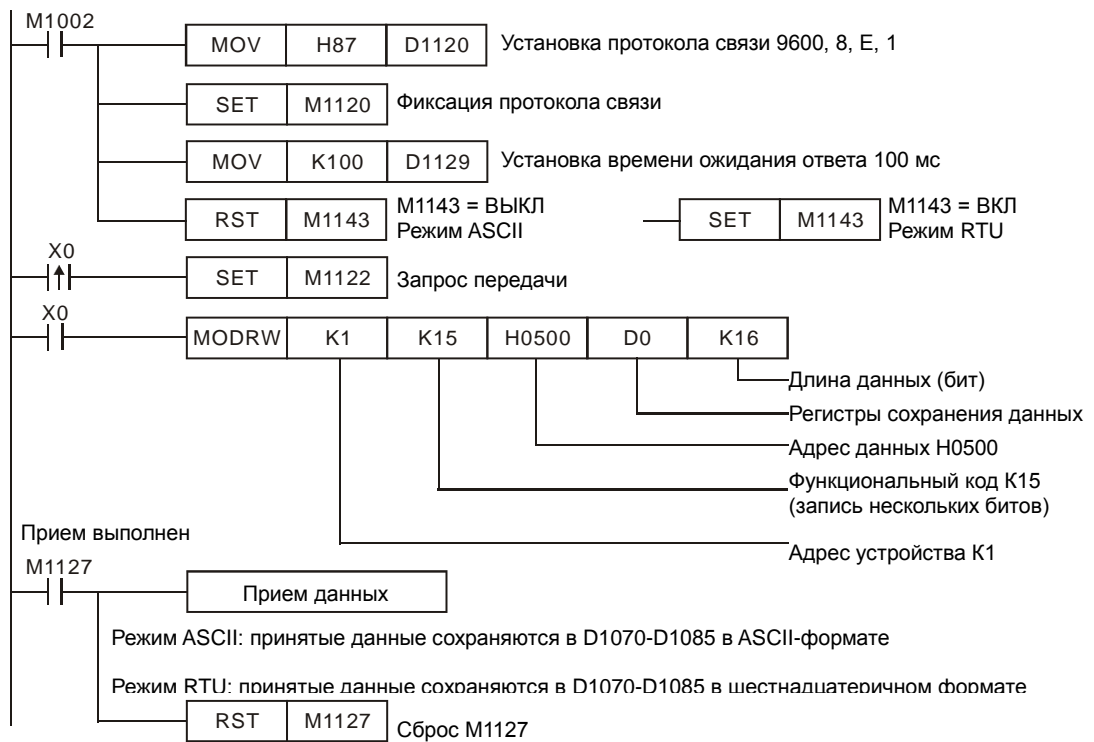 M1002
MOV H87 D1120 Установка протокола связи 9600, 8, E, 1
SET M1120 Фиксация протокола связи
MOV K100 D1129 Установка времени ожидания ответа 100 мс
RST M1143 M1143 = ВЫКЛ
Режим ASCII
SET M1143 M1143 = ВКЛ
Режим RTU
X0
SET M1122 Запрос передачи
X0
MODRW K1 K15 H0500 D0 K16
Длина данных (бит)
Регистры сохранения данных
Адрес данных H0500
Функциональный код K15
(запись нескольких битов)
Адрес устройства K1
Прием выполнен
M1127
Прием данных
Режим ASCII: принятые данные сохраняются в D1070-D1085 в ASCII-формате
Режим RTU: принятые данные сохраняются в D1070-D1085 в шестнадцатеричном формате
RST M1127 Сброс M1127